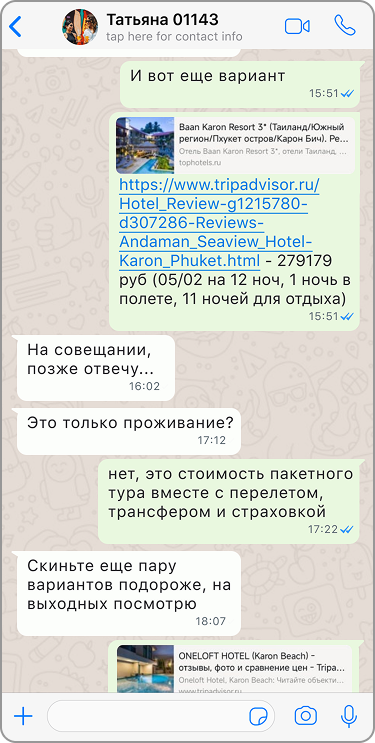 Татьяна 01143
tap here for contact info
И вот еще вариант
15:51
Baan Karon Resort 3* (Таиланд/Южный
регион/Пхукет остров/Карон Бич). Ре...
Отель Baan Karon Resort 3*, отели Таиланд, ...
tophotels.ru
https://www.tripadvisor.ru/
Hotel_Review-g1215780-
d307286-Reviews-
Andaman_Seaview_Hotel-
Karon_Phuket.html - 279179
руб (05/02 на 12 ноч, 1 ночь в
полете, 11 ночей для отдыха)
15:51
На совещании,
позже отвечу...
16:02
Это только проживание?
17:12
нет, это стоимость пакетного
тура вместе с перелетом,
трансфером и страховкой
17:22
Скиньте еще пару
вариантов подороже, на
выходных посмотрю
18:07
ONELOFT HOTEL (Karon Beach) -
отзывы, фото и сравнение цен - Tripa...
Oneloft Hotel, Karon Beach: Читайте объекти...
www.tripadvisor.ru